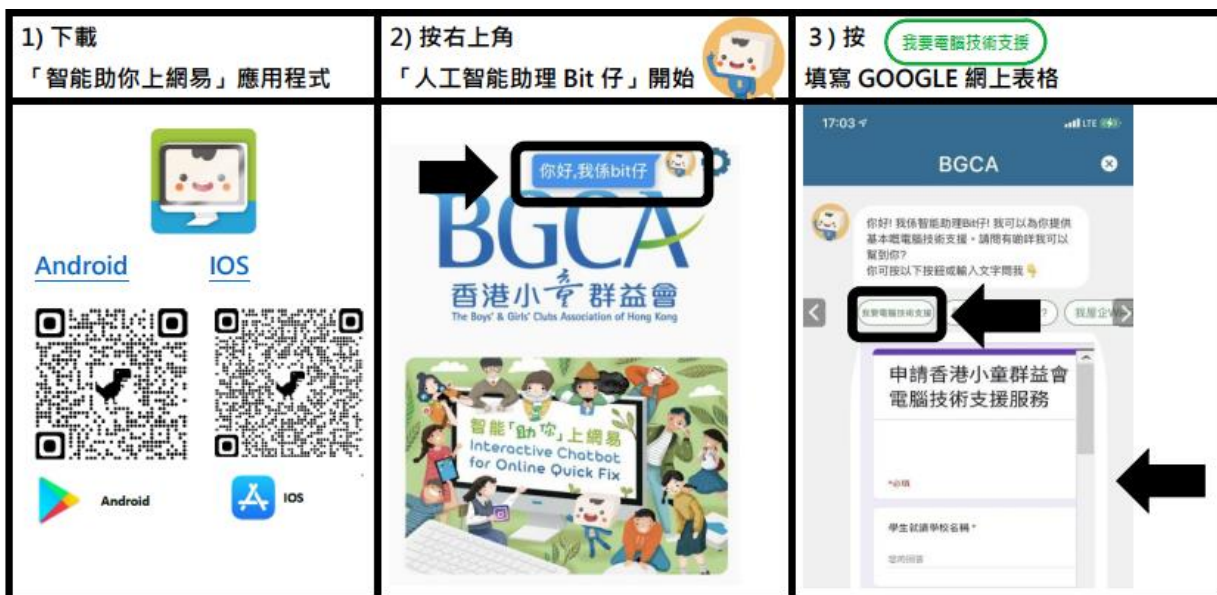 1) 下載
「智能助你上網易」應用程式
Android
IOS
Android
IOS
2) 按右上角
「人工智能助理 Bit 仔」開始
你好,我係bit仔
BGCA
香港小童群益會
The Boys' & Girls' Clubs Association of Hong Kong
智能「助你」上網易
Interactive Chatbot
for Online Quick Fix
3) 按 我要電腦技術支援
填寫 GOOGLE 網上表格
17:03
LTE
BGCA
你好! 我係智能助理Bit仔! 我可以為你提供
基本嘅電腦技術支援。請問有啲咩我可以
幫到你?
你可按以下按鈕或輸入文字問我
我要電腦技術支援
?
我屋企W
申請香港小童群益會
電腦技術支援服務
*必填
學生就讀學校名稱 *
您的回答